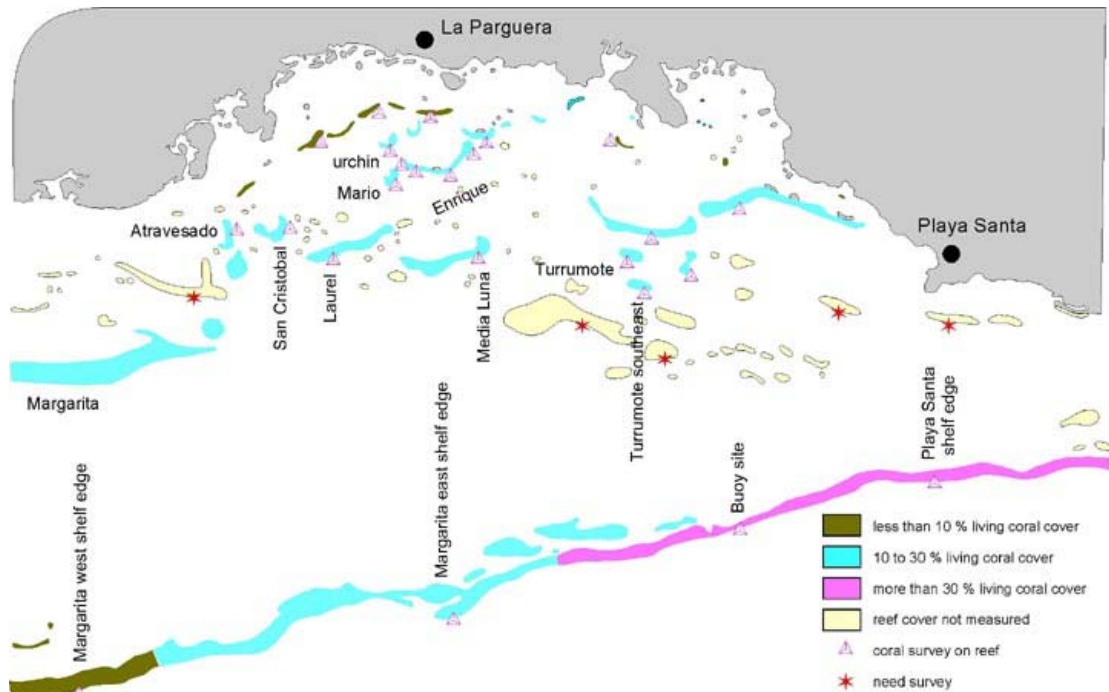 La Parguera
urchin
Mario
Enrique
Atravesado
San Cristobal
Laurel
Media Luna
Turrumote
Turrumote southeast
Playa Santa
Margarita
Margarita west shelf edge
Margarita east shelf edge
Buoy site
Playa Santa
shelf edge
less than 10 % living coral cover
10 to 30 % living coral cover
more than 30 % living coral cover
reef cover not measured
coral survey on reef
need survey